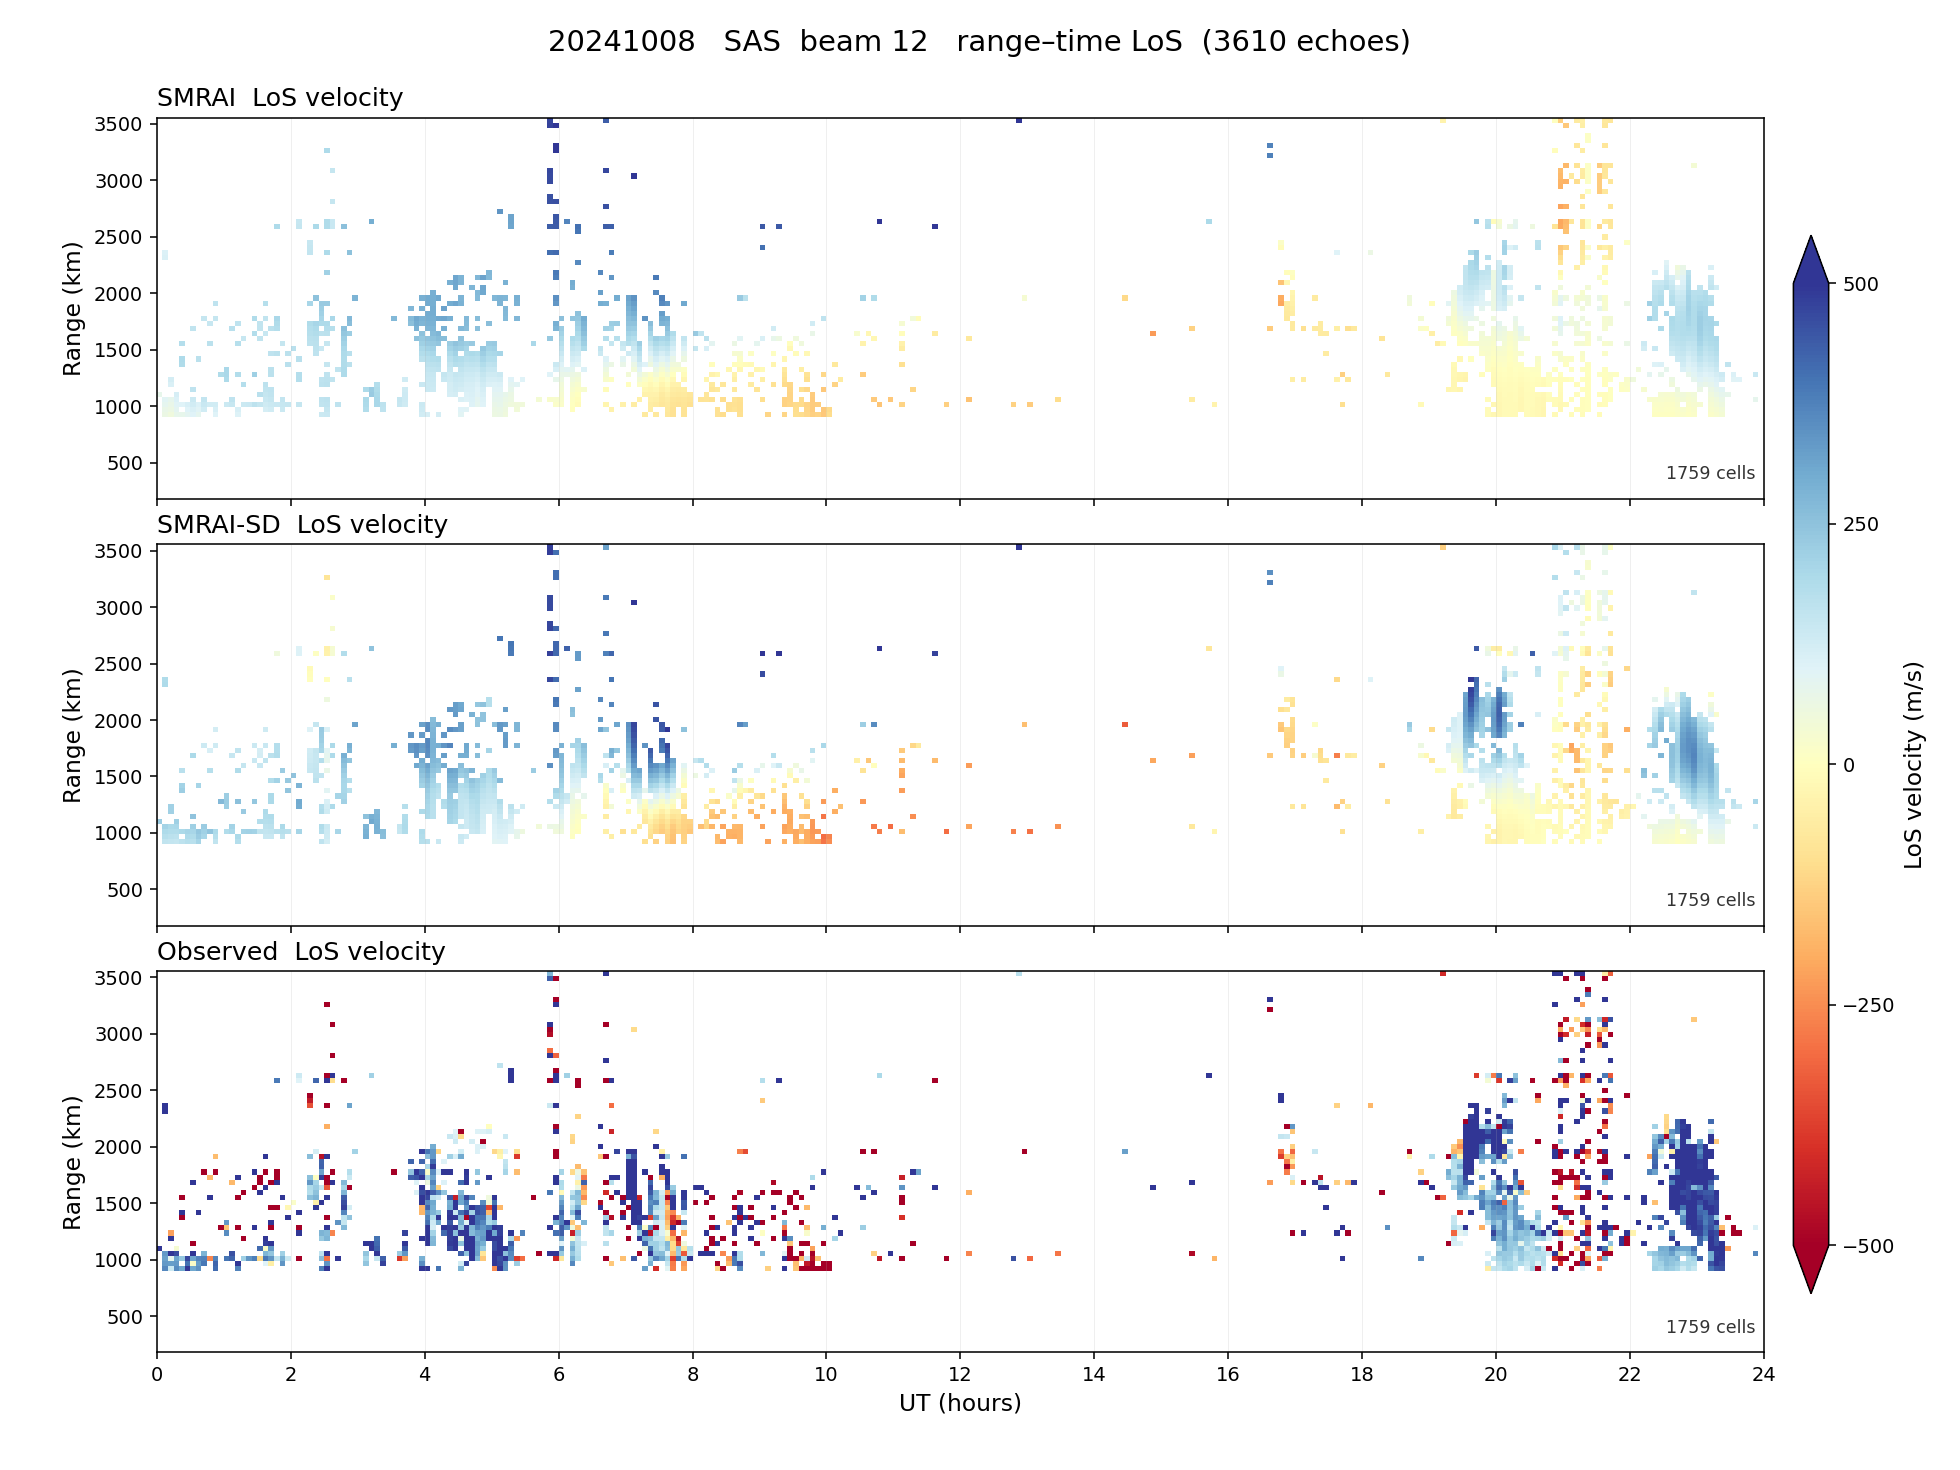 20241008   SAS  beam 12   range–time LoS  (3610 echoes)
SMRAI  LoS velocity
3500
3000
2500
2000
1500
1000
500
Range (km)
1759 cells
SMRAI-SD  LoS velocity
3500
3000
2500
2000
1500
1000
500
Range (km)
1759 cells
Observed  LoS velocity
3500
3000
2500
2000
1500
1000
500
Range (km)
1759 cells
0 2 4 6 8 10 12 14 16 18 20 22 24
UT (hours)
500
250
0
−250
−500
LoS velocity (m/s)